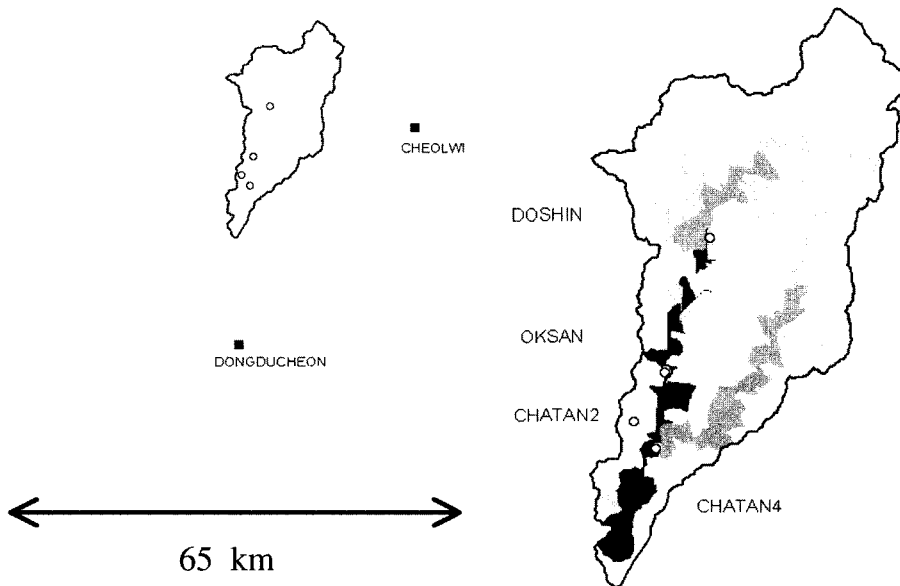 CHEOLWI
DONGDUCHEON
65 km
DOSHIN
OKSAN
CHATAN2
CHATAN4